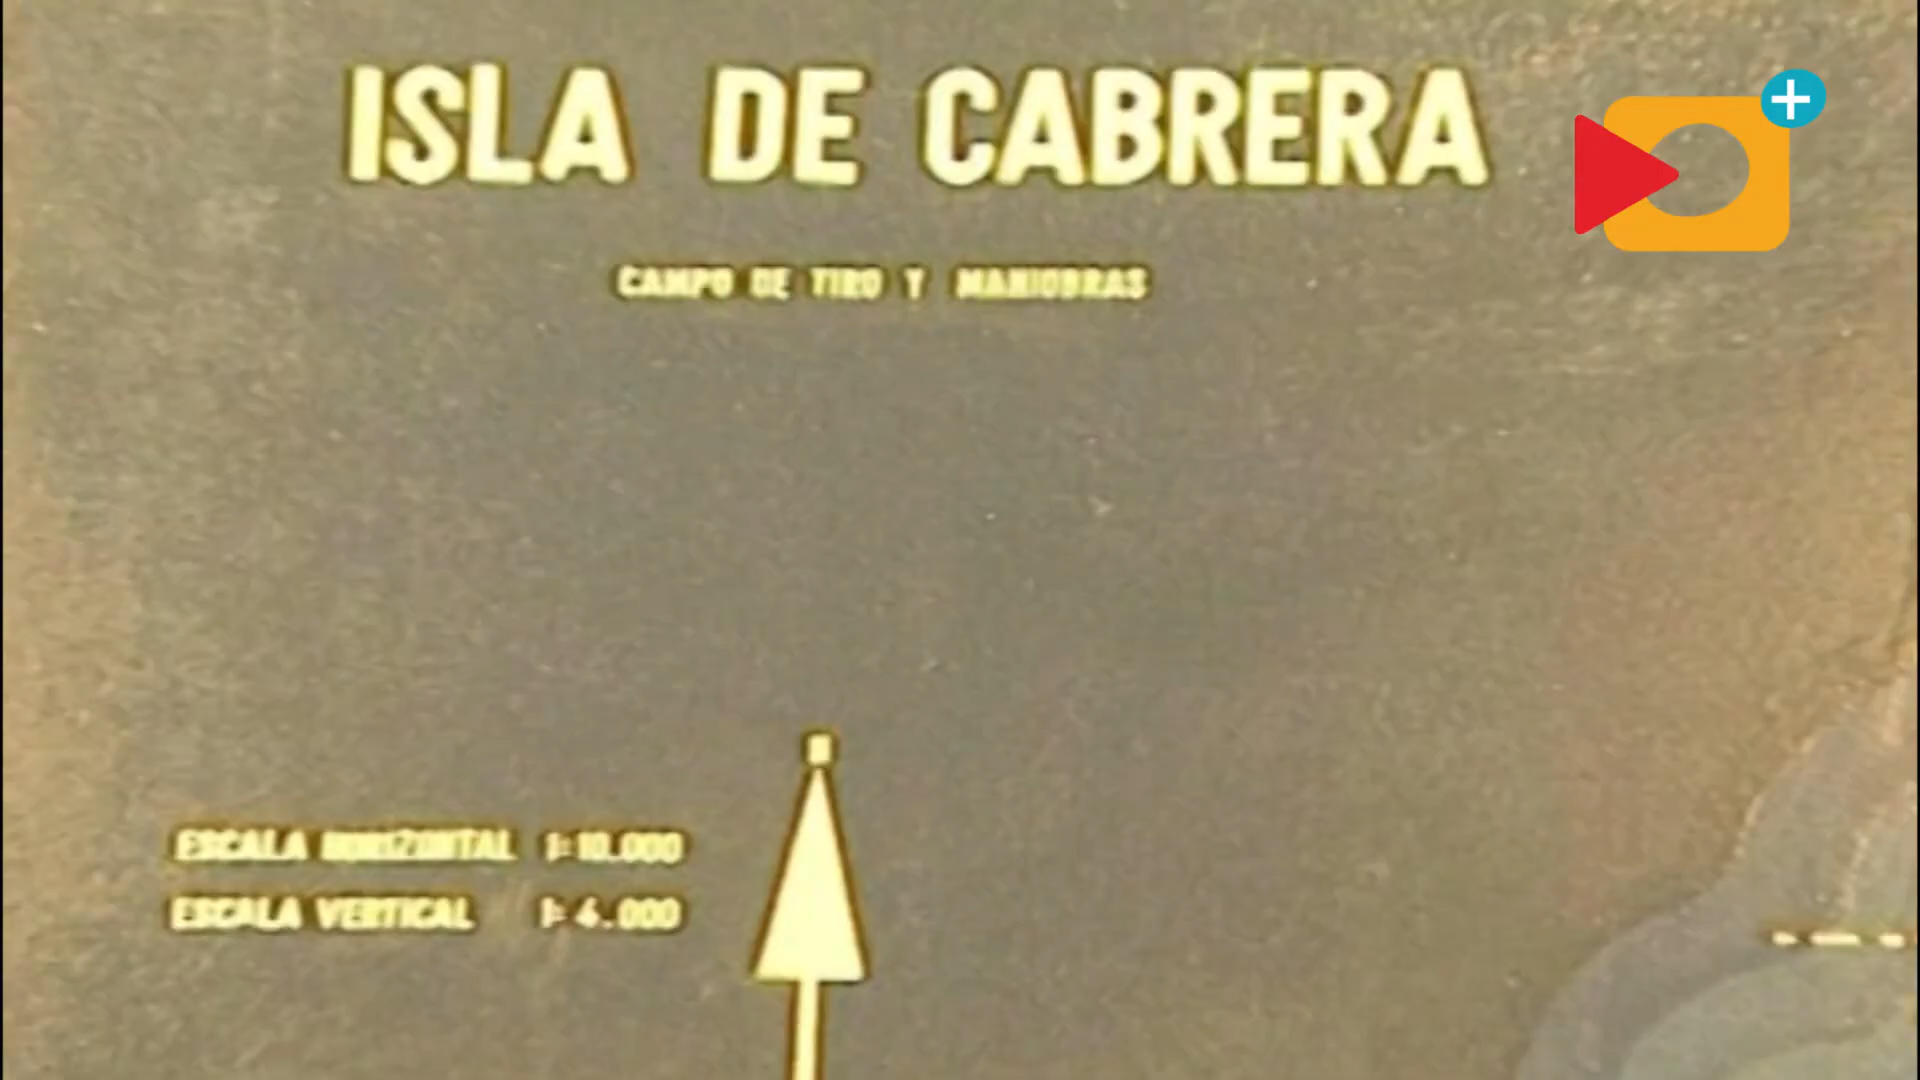 ISLA DE CABRERA
CAMPO DE TIRO Y MANIOBRAS
ESCALA HORIZONTAL 1:10.000
ESCALA VERTICAL 1:4.000